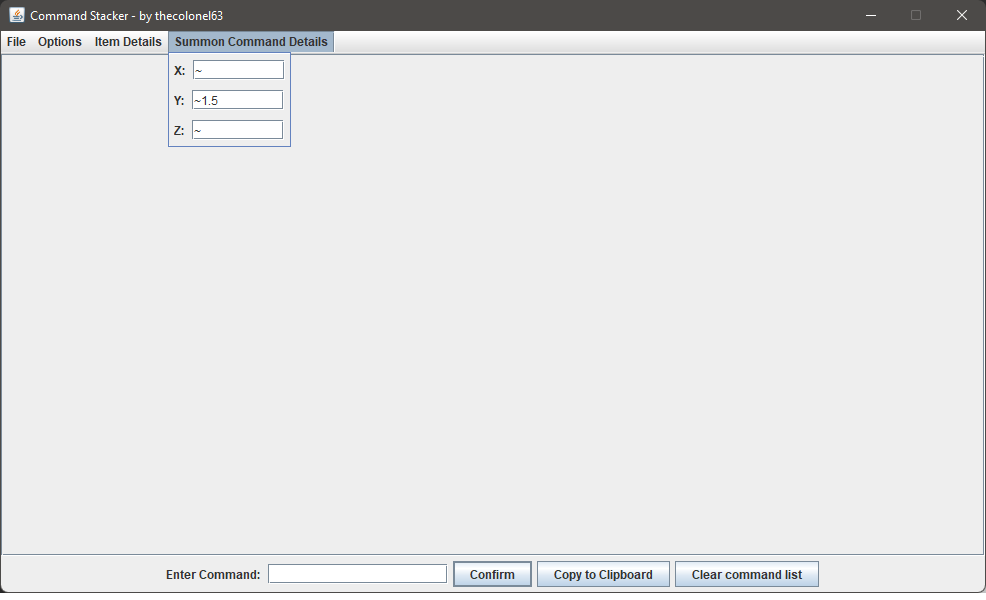 Command Stacker - by thecolonel63
File Options Item Details Summon Command Details
X: ~
Y: ~1.5
Z: ~
Enter Command: Confirm Copy to Clipboard Clear command list